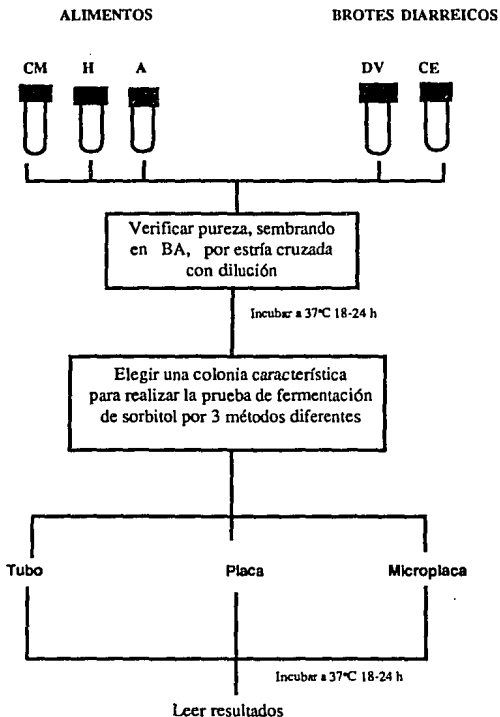 ALIMENTOS
BROTES DIARREICOS
CM H A
DV CE
Verificar pureza, sembrando
en BA, por estría cruzada
con dilución
Incubar a 37°C 18-24 h
Elegir una colonia característica
para realizar la prueba de fermentación
de sorbitol por 3 métodos diferentes
Tubo
Placa
Microplaca
Incubar a 37°C 18-24 h
Leer resultados